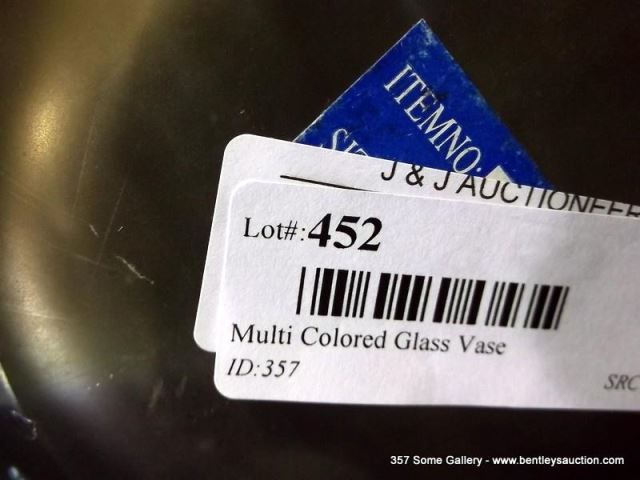 ITEMNO:
J & J AUCTIONEER
Lot#:452
Multi Colored Glass Vase
ID:357
SRC
357 Some Gallery - www.bentleysauction.com